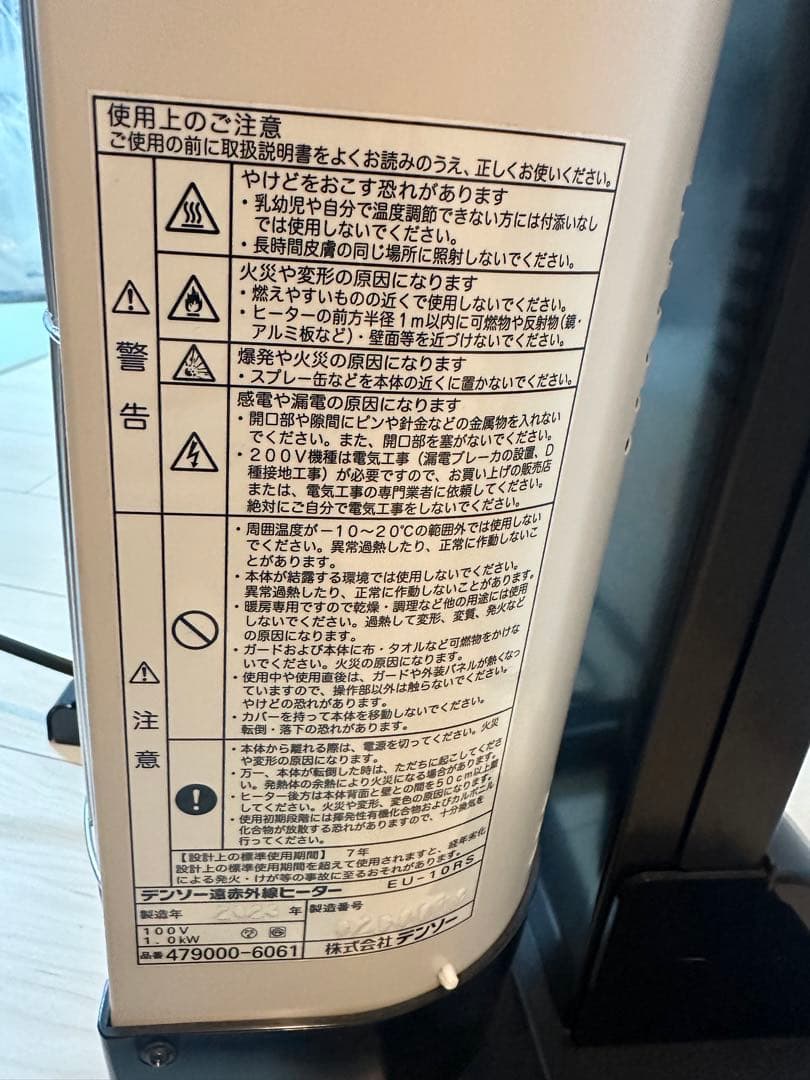 使用上のご注意
ご使用の前に取扱説明書をよくお読みのうえ、正しくお使いください。
警告
やけどをおこす恐れがあります
・乳幼児や自分で温度調節できない方には付添いなし
では使用しないでください。
・長時間皮膚の同じ場所に照射しないでください。
火災や変形の原因になります
・燃えやすいものの近くで使用しないでください。
・ヒーターの前方半径1m以内に可燃物や反射物(鏡・
アルミ板など)・壁面等を近づけないでください。
爆発や火災の原因になります
・スプレー缶などを本体の近くに置かないでください。
感電や漏電の原因になります
・開口部や隙間にピンや針金などの金属物を入れない
でください。また、開口部を塞がないでください。
・200V機種は電気工事(漏電ブレーカの設置、D
種接地工事)が必要ですので、お買い上げの販売店
または、電気工事の専門業者に依頼してください。
絶対にご自分で電気工事をしないでください。
注意
・周囲温度が－10～20℃の範囲外では使用しない
でください。異常過熱したり、正常に作動しないこ
とがあります。
・本体が結露する環境では使用しないでください。
異常過熱したり、正常に作動しないことがあります。
・暖房専用ですので乾燥・調理など他の用途には使用
しないでください。過熱して変形、変質、発火など
の原因になります。
・ガードおよび本体に布・タオルなど可燃物をかけな
いでください。火災の原因になります。
・使用中や使用直後は、ガードや外装パネルが熱くなっ
ていますので、操作部以外は触らないでください。
やけどの恐れがあります。
・カバーを持って本体を移動しないでください。
転倒・落下の恐れがあります。
・本体から離れる際は、電源を切ってください。火災
や変形の原因になります。
・万一、本体が転倒した時は、ただちに起こしてくださ
い。発熱体の余熱により火災になる場合があります。
・ヒーター後方は本体背面と壁との間を50cm以上離
してください。火災や変形、変色の原因になります。
・使用初期段階には揮発性有機化合物およびカルボニル
化合物が放散する恐れがありますので、十分換気を
行ってください。
【設計上の標準使用期間】 7年
設計上の標準使用期間を超えて使用されますと、経年劣化
による発火・けが等の事故に至るおそれがあります。
デンソー遠赤外線ヒーター EU-10RS
製造年 年 製造番号
100V
1.0kW
品番 479000-6061 株式会社 デンソー